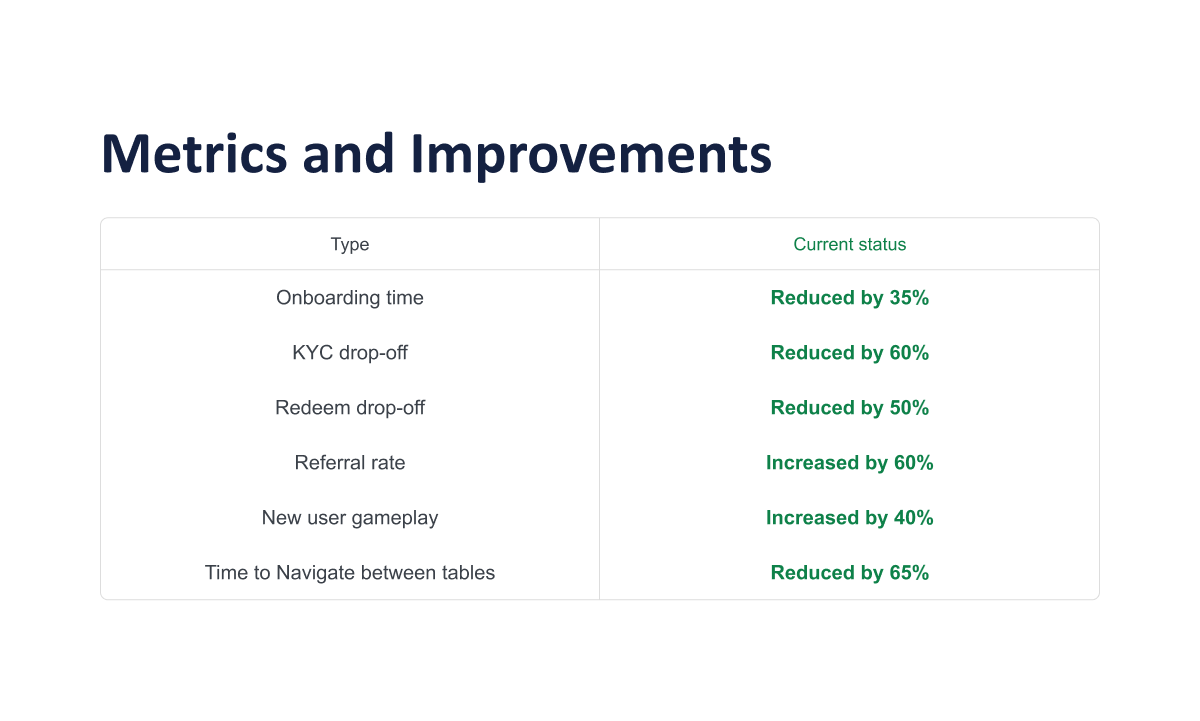 Metrics and Improvements
Type Current status
Onboarding time Reduced by 35%
KYC drop-off Reduced by 60%
Redeem drop-off Reduced by 50%
Referral rate Increased by 60%
New user gameplay Increased by 40%
Time to Navigate between tables Reduced by 65%